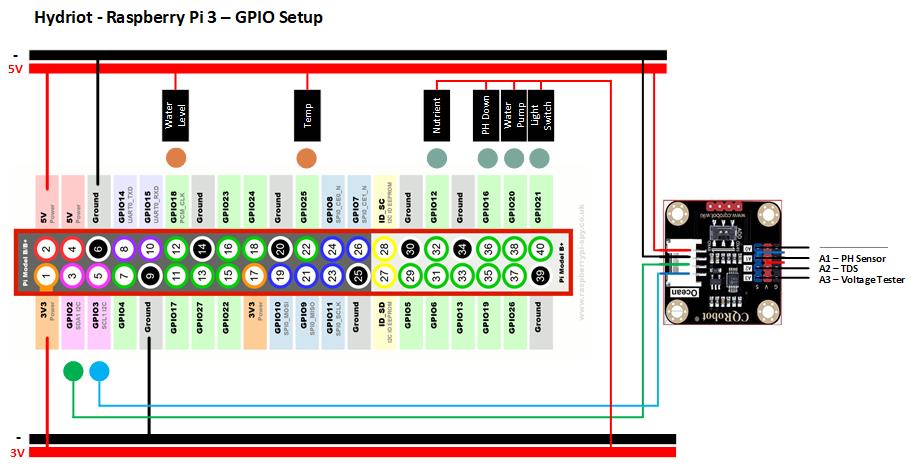 Hydriot - Raspberry Pi 3 – GPIO Setup
-
5V
Water Level
Temp
Nutrient
PH Down
Water Pump
Light Switch
5V Power
5V Power
Ground
GPIO14 UART0_TXD
GPIO15 UART0_RXD
GPIO18 PCM_CLK
Ground
GPIO23
GPIO24
Ground
GPIO25
GPIO8 SPI_CE0_N
GPIO7 SPI_CE1_N
ID_SC I2C ID EEPROM
Ground
GPIO12
Ground
GPIO16
GPIO20
GPIO21
Pi Model B/B+
2 4 6 8 10 12 14 16 18 20 22 24 26 28 30 32 34 36 38 40
1 3 5 7 9 11 13 15 17 19 21 23 25 27 29 31 33 35 37 39
Pi Model B+
3V3 Power
GPIO2 SDA1 I2C
GPIO3 SCL1 I2C
GPIO4
Ground
GPIO17
GPIO27
GPIO22
3V3 Power
GPIO10 SPI_MOSI
GPIO9 SPI_MISO
GPIO11 SPI_SCLK
Ground
ID_SD I2C ID EEPROM
GPIO5
GPIO6
GPIO13
GPIO19
GPIO26
Ground
www.raspberrypi-spy.co.uk
www.cqrobot.wiki
Ocean
CQRobot
A1 – PH Sensor
A2 – TDS
A3 – Voltage Tester
-
3V